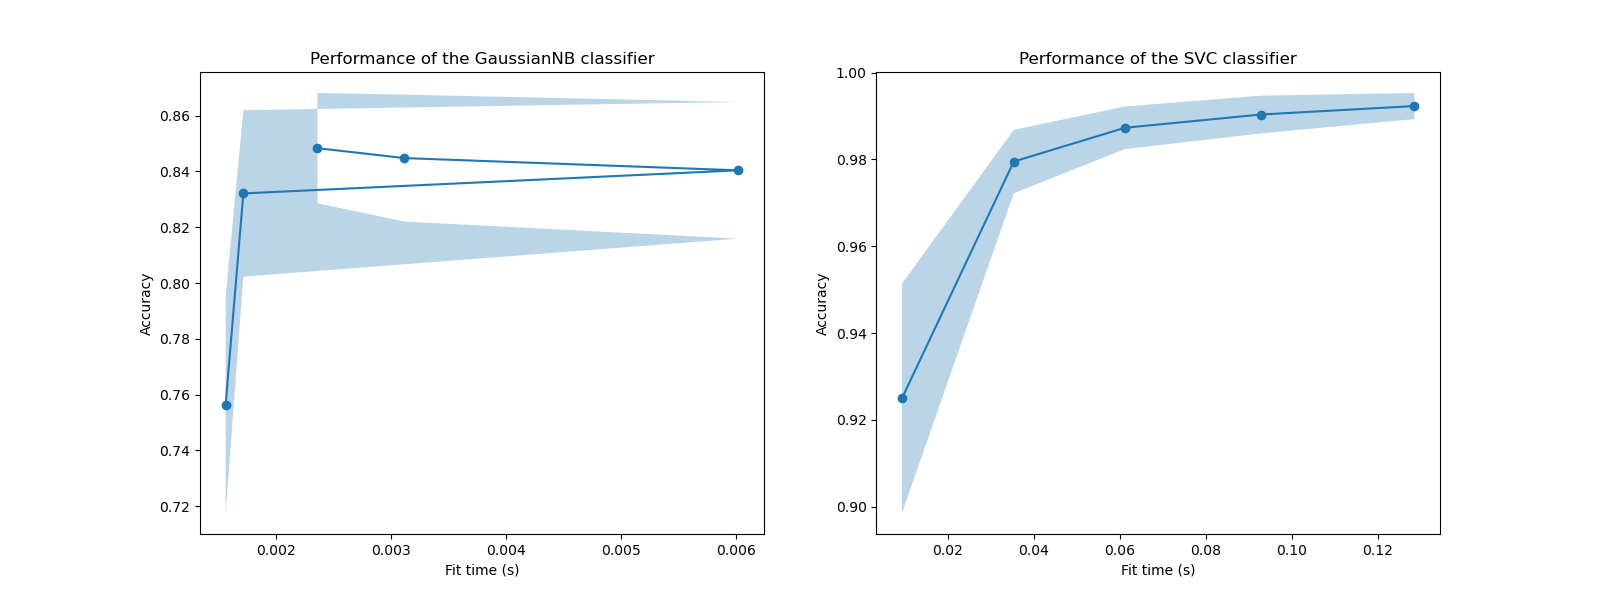 Performance of the GaussianNB classifier
Accuracy
0.86
0.84
0.82
0.80
0.78
0.76
0.74
0.72
0.002 0.003 0.004 0.005 0.006
Fit time (s)
Performance of the SVC classifier
Accuracy
1.00
0.98
0.96
0.94
0.92
0.90
0.02 0.04 0.06 0.08 0.10 0.12
Fit time (s)